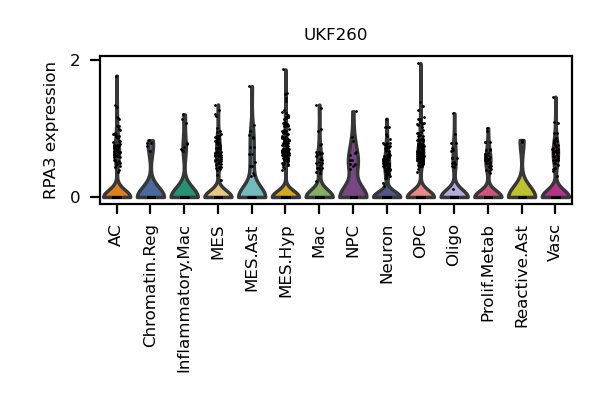 UKF260
RPA3 expression
2
0
AC
Chromatin.Reg
Inflammatory.Mac
MES
MES.Ast
MES.Hyp
Mac
NPC
Neuron
OPC
Oligo
Prolif.Metab
Reactive.Ast
Vasc